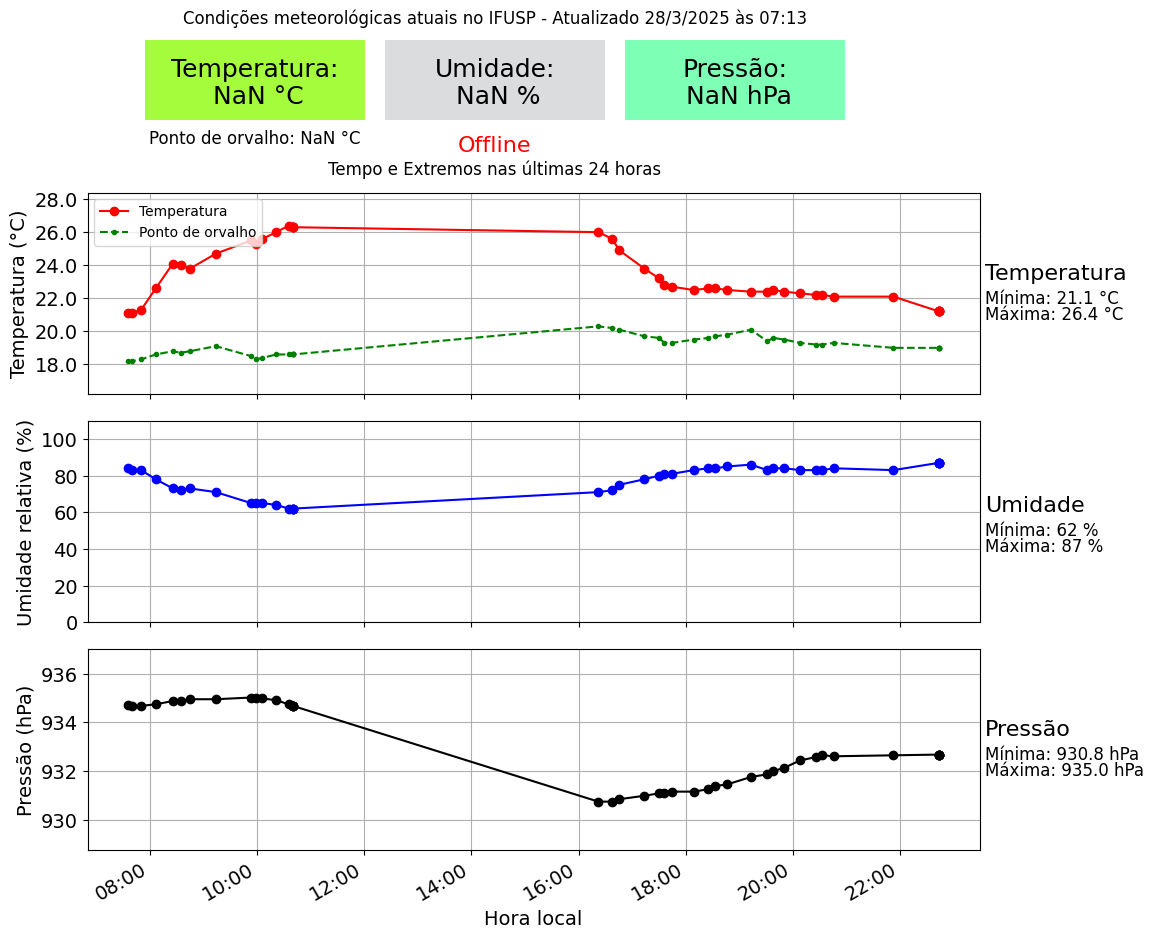 Condições meteorológicas atuais no IFUSP - Atualizado 28/3/2025 às 07:13
Temperatura:
NaN °C
Umidade:
NaN %
Pressão:
NaN hPa
Ponto de orvalho: NaN °C
Offline
Tempo e Extremos nas últimas 24 horas
Temperatura (°C)
28.0
26.0
24.0
22.0
20.0
18.0
Temperatura
Ponto de orvalho
Temperatura
Mínima: 21.1 °C
Máxima: 26.4 °C
Umidade relativa (%)
100
80
60
40
20
0
Umidade
Mínima: 62 %
Máxima: 87 %
Pressão (hPa)
936
934
932
930
Pressão
Mínima: 930.8 hPa
Máxima: 935.0 hPa
08:00
10:00
12:00
14:00
16:00
18:00
20:00
22:00
Hora local